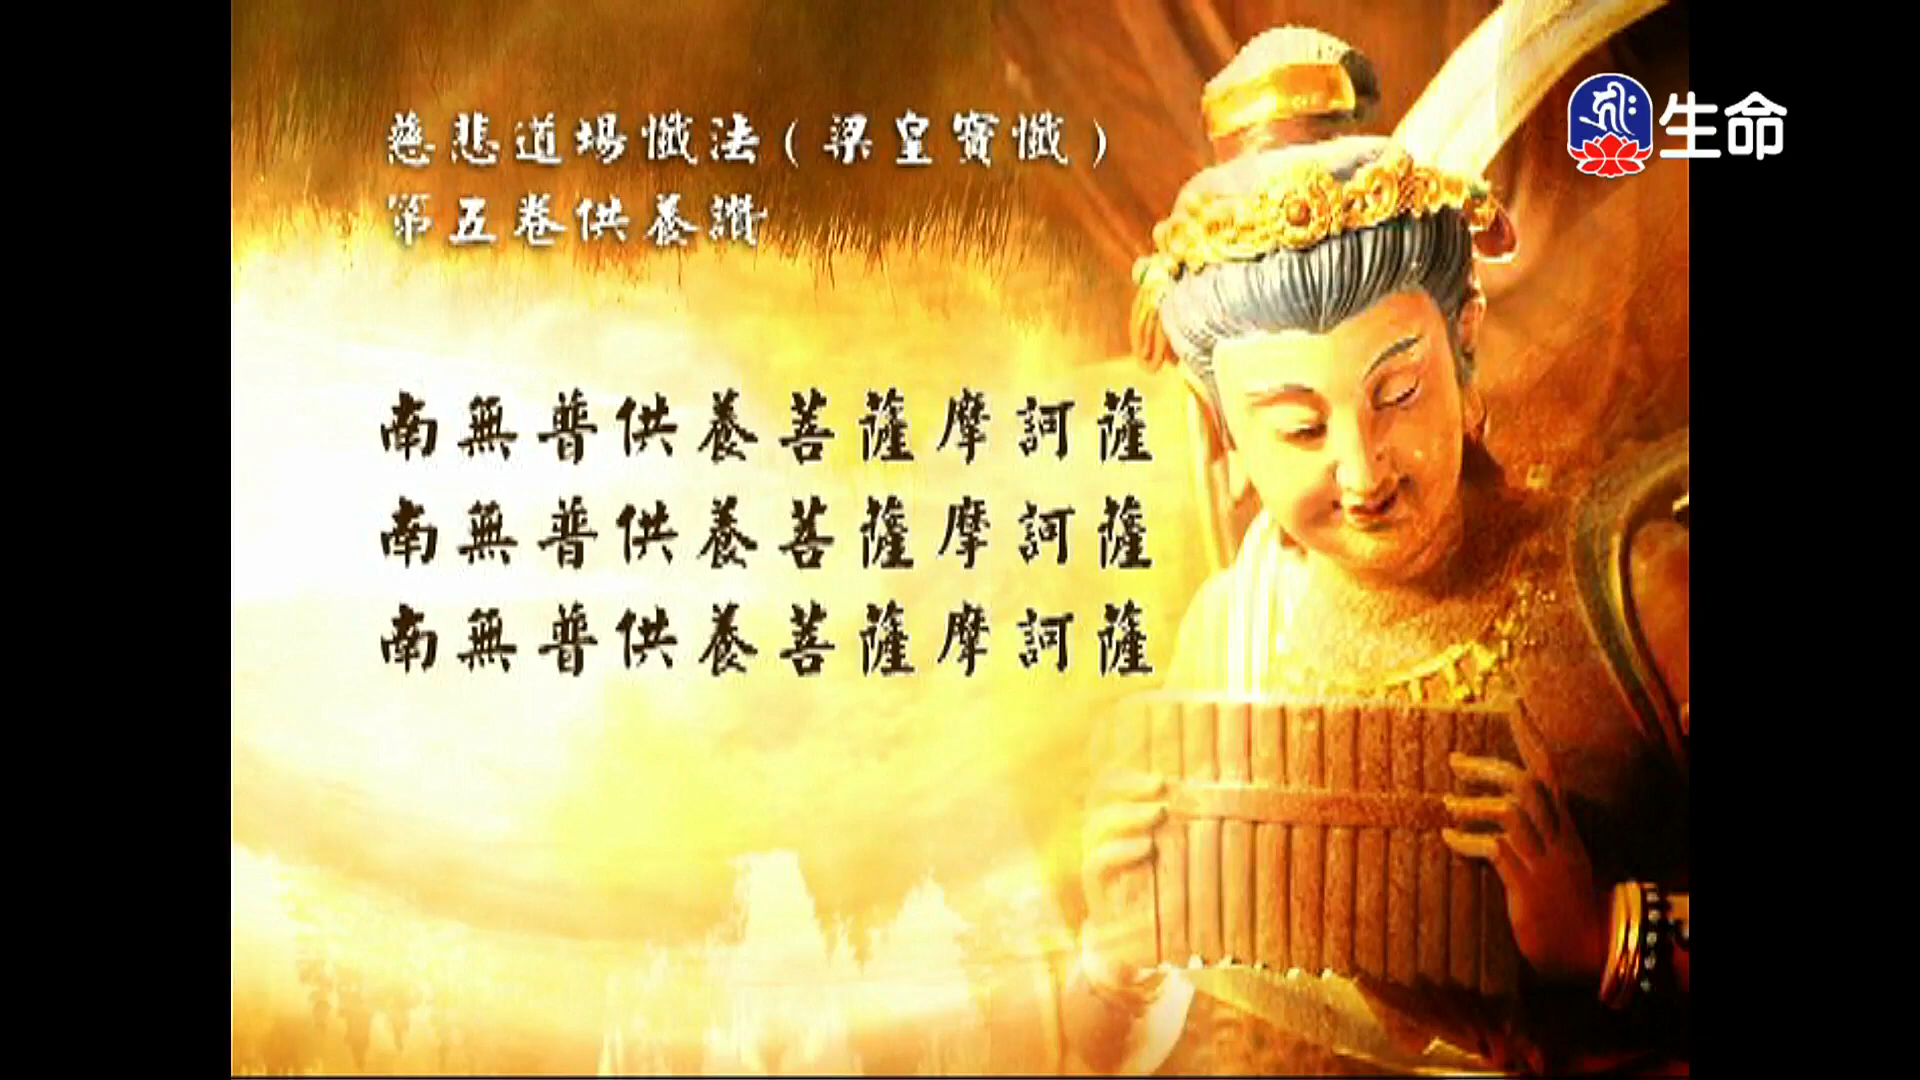 慈悲道場懺法(梁皇寶懺)
第五卷供養讚
生命
南無普供養菩薩摩訶薩
南無普供養菩薩摩訶薩
南無普供養菩薩摩訶薩